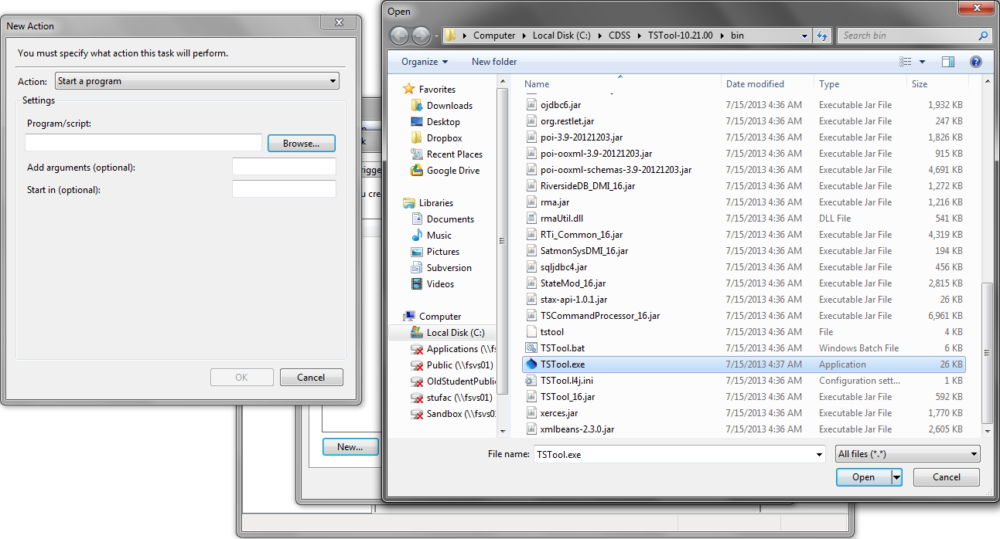 New Action
You must specify what action this task will perform.
Action: Start a program
Settings
Program/script:
Browse...
Add arguments (optional):
Start in (optional):
OK Cancel
New...
Open
Computer Local Disk (C:) CDSS TSTool-10.21.00 bin
Search bin
Organize New folder
Favorites
Downloads
Desktop
Dropbox
Recent Places
Google Drive
Libraries
Documents
Music
Pictures
Subversion
Videos
Computer
Local Disk (C:)
Applications (\\fs
Public (\\fsvs01)
OldStudentPubli
stufac (\\fsvs01)
Sandbox (\\fsvs0
Name Date modified Type Size
ojdbc6.jar 7/15/2013 4:36 AM Executable Jar File 1,932 KB
org.restlet.jar 7/15/2013 4:36 AM Executable Jar File 247 KB
poi-3.9-20121203.jar 7/15/2013 4:36 AM Executable Jar File 1,826 KB
poi-ooxml-3.9-20121203.jar 7/15/2013 4:36 AM Executable Jar File 915 KB
poi-ooxml-schemas-3.9-20121203.jar 7/15/2013 4:36 AM Executable Jar File 4,691 KB
RiversideDB_DMI_16.jar 7/15/2013 4:36 AM Executable Jar File 1,272 KB
rma.jar 7/15/2013 4:36 AM Executable Jar File 1,216 KB
rmaUtil.dll 7/15/2013 4:36 AM DLL File 541 KB
RTi_Common_16.jar 7/15/2013 4:36 AM Executable Jar File 4,319 KB
SatmonSysDMI_16.jar 7/15/2013 4:36 AM Executable Jar File 194 KB
sqljdbc4.jar 7/15/2013 4:36 AM Executable Jar File 456 KB
StateMod_16.jar 7/15/2013 4:36 AM Executable Jar File 2,815 KB
stax-api-1.0.1.jar 7/15/2013 4:36 AM Executable Jar File 26 KB
TSCommandProcessor_16.jar 7/15/2013 4:36 AM Executable Jar File 6,961 KB
tstool 7/15/2013 4:36 AM File 4 KB
TSTool.bat 7/15/2013 4:36 AM Windows Batch File 6 KB
TSTool.exe 7/15/2013 4:37 AM Application 26 KB
TSTool.l4j.ini 7/15/2013 4:36 AM Configuration sett... 1 KB
TSTool_16.jar 7/15/2013 4:36 AM Executable Jar File 592 KB
xerces.jar 7/15/2013 4:36 AM Executable Jar File 1,770 KB
xmlbeans-2.3.0.jar 7/15/2013 4:36 AM Executable Jar File 2,605 KB
File name: TSTool.exe
All files (*.*)
Open Cancel